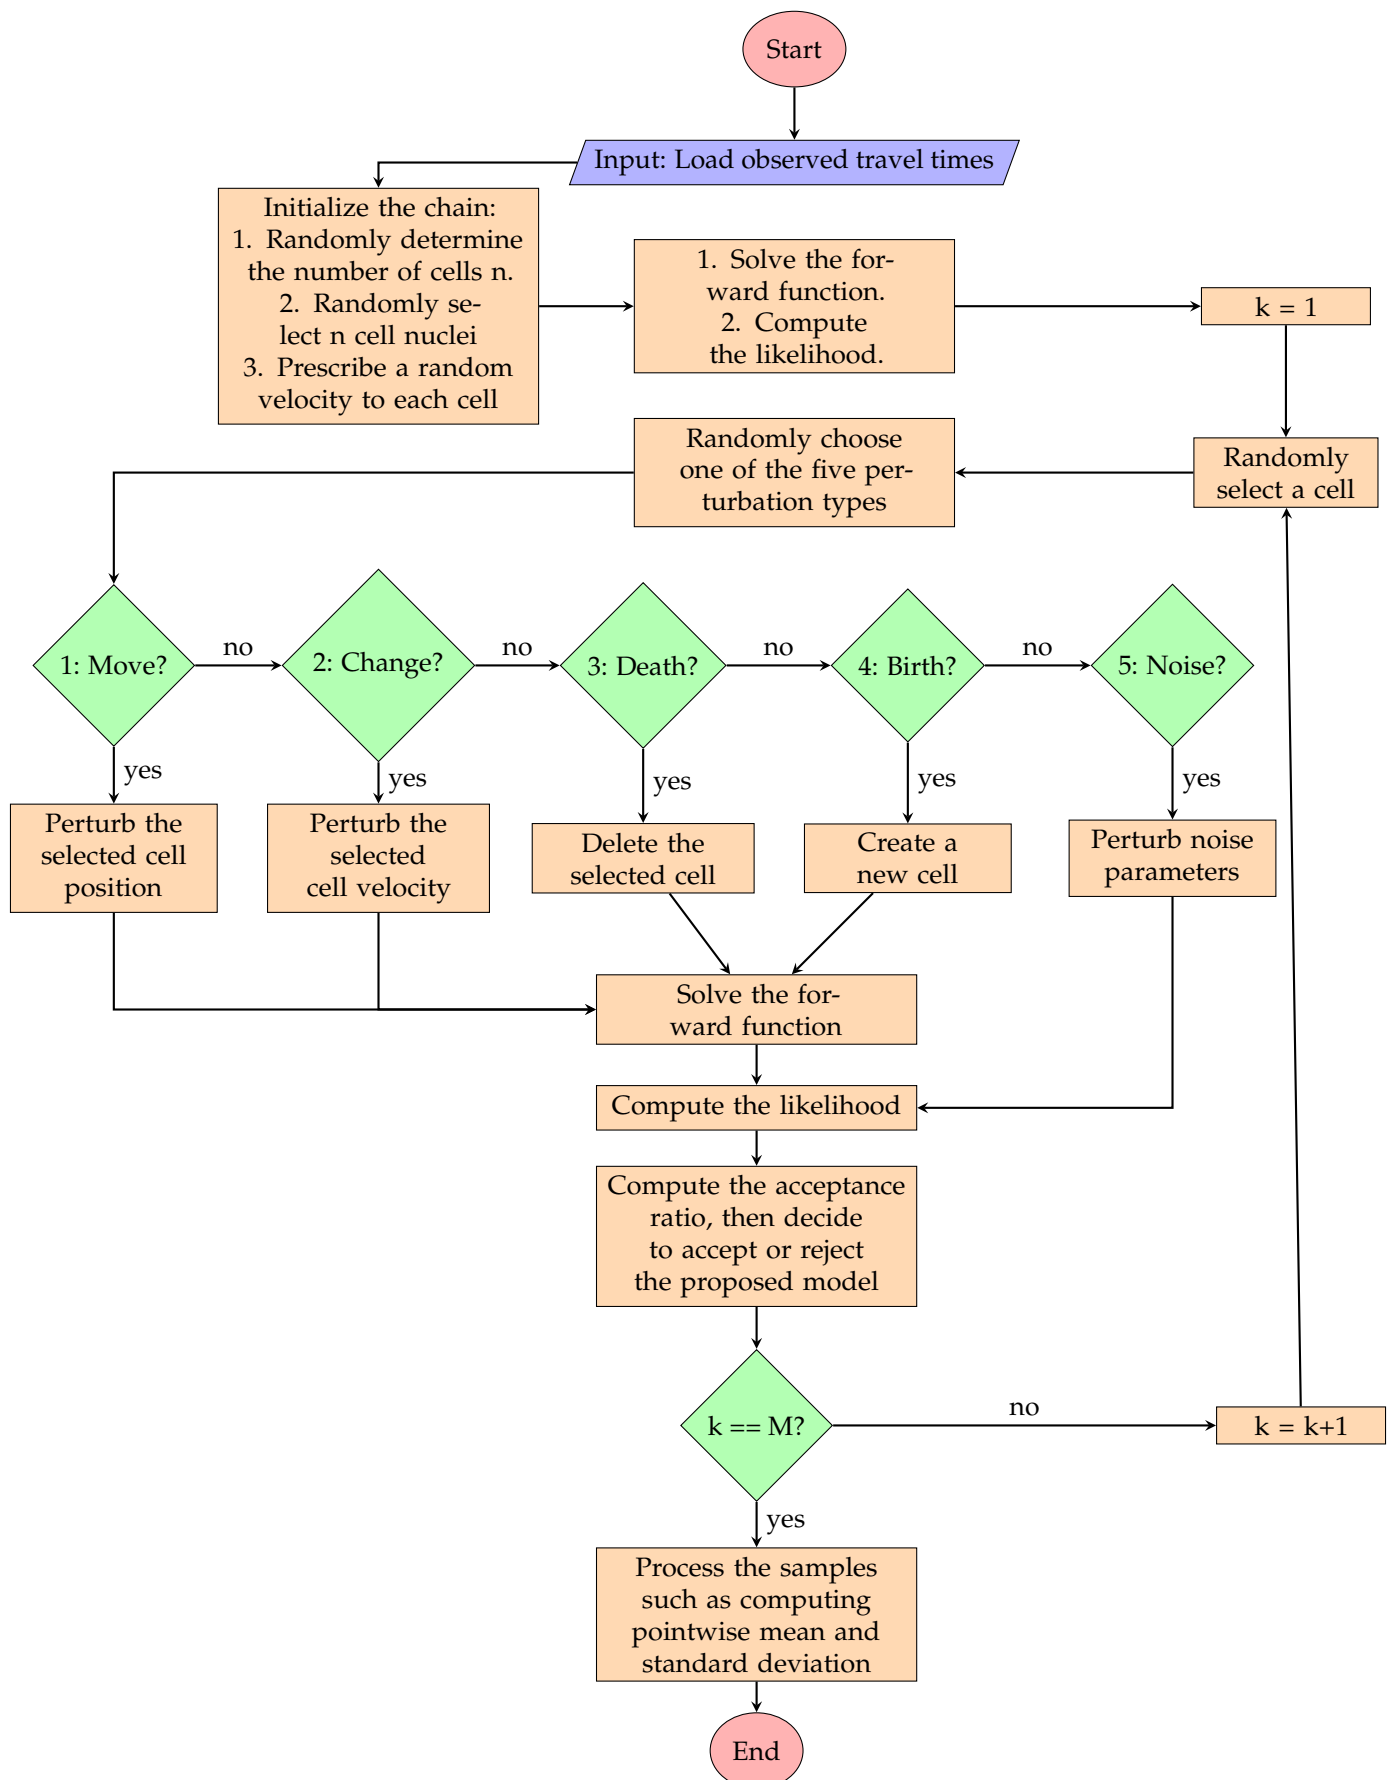 Start
Input: Load observed travel times
Initialize the chain:
1. Randomly determine
the number of cells n.
2. Randomly se-
lect n cell nuclei
3. Prescribe a random
velocity to each cell
1. Solve the for-
ward function.
2. Compute
the likelihood.
k = 1
Randomly
select a cell
Randomly choose
one of the five per-
turbation types
1: Move?
no
2: Change?
no
3: Death?
no
4: Birth?
no
5: Noise?
yes
yes
yes
yes
yes
Perturb the
selected cell
position
Perturb the
selected
cell velocity
Delete the
selected cell
Create a
new cell
Perturb noise
parameters
Solve the for-
ward function
Compute the likelihood
Compute the acceptance
ratio, then decide
to accept or reject
the proposed model
k == M?
no
k = k+1
yes
Process the samples
such as computing
pointwise mean and
standard deviation
End